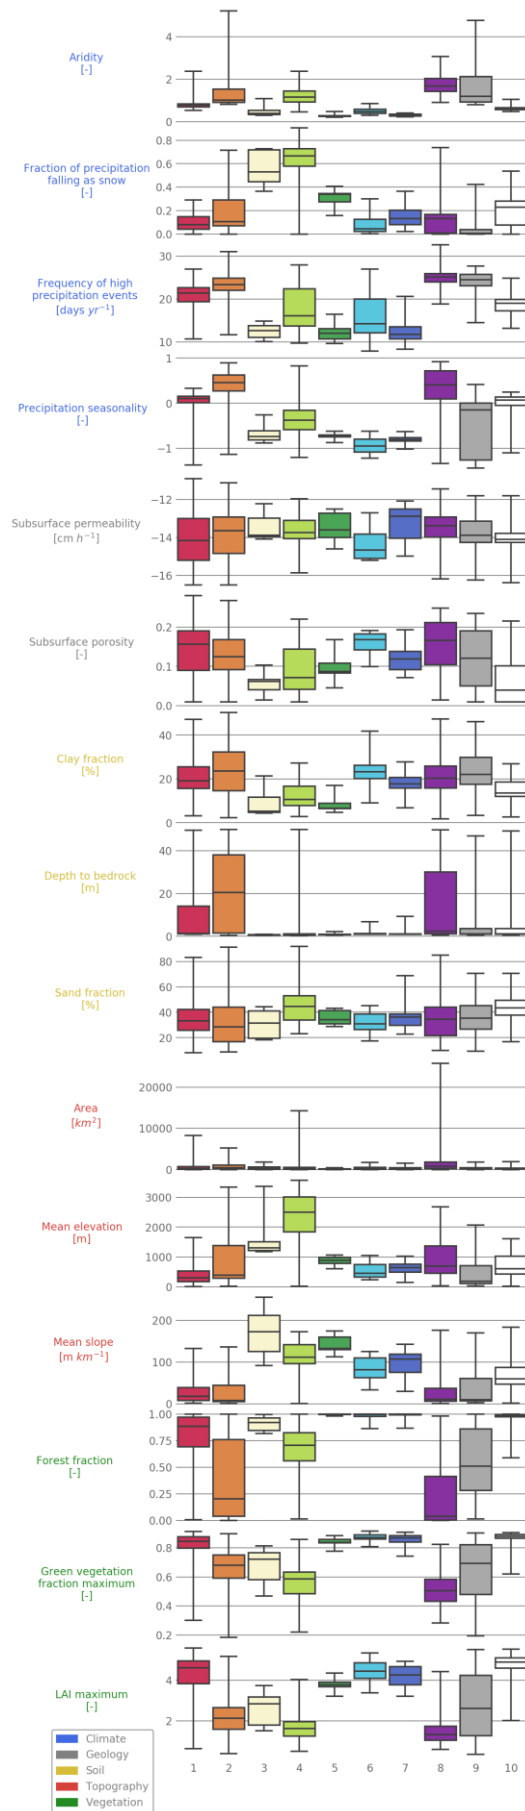 Aridity
[-]
4
2
0
Fraction of precipitation
falling as snow
[-]
0.8
0.6
0.4
0.2
0.0
Frequency of high
precipitation events
[days yr⁻¹]
30
20
10
Precipitation seasonality
[-]
1
0
−1
Subsurface permeability
[cm h⁻¹]
−12
−14
−16
Subsurface porosity
[-]
0.2
0.1
0.0
Clay fraction
[%]
40
20
0
Depth to bedrock
[m]
40
20
0
Sand fraction
[%]
80
60
40
20
Area
[km²]
20000
10000
0
Mean elevation
[m]
3000
2000
1000
0
Mean slope
[m km⁻¹]
200
100
0
Forest fraction
[-]
1.00
0.75
0.50
0.25
0.00
Green vegetation
fraction maximum
[-]
0.8
0.6
0.4
0.2
LAI maximum
[-]
4
2
1 2 3 4 5 6 7 8 9 10
Climate
Geology
Soil
Topography
Vegetation